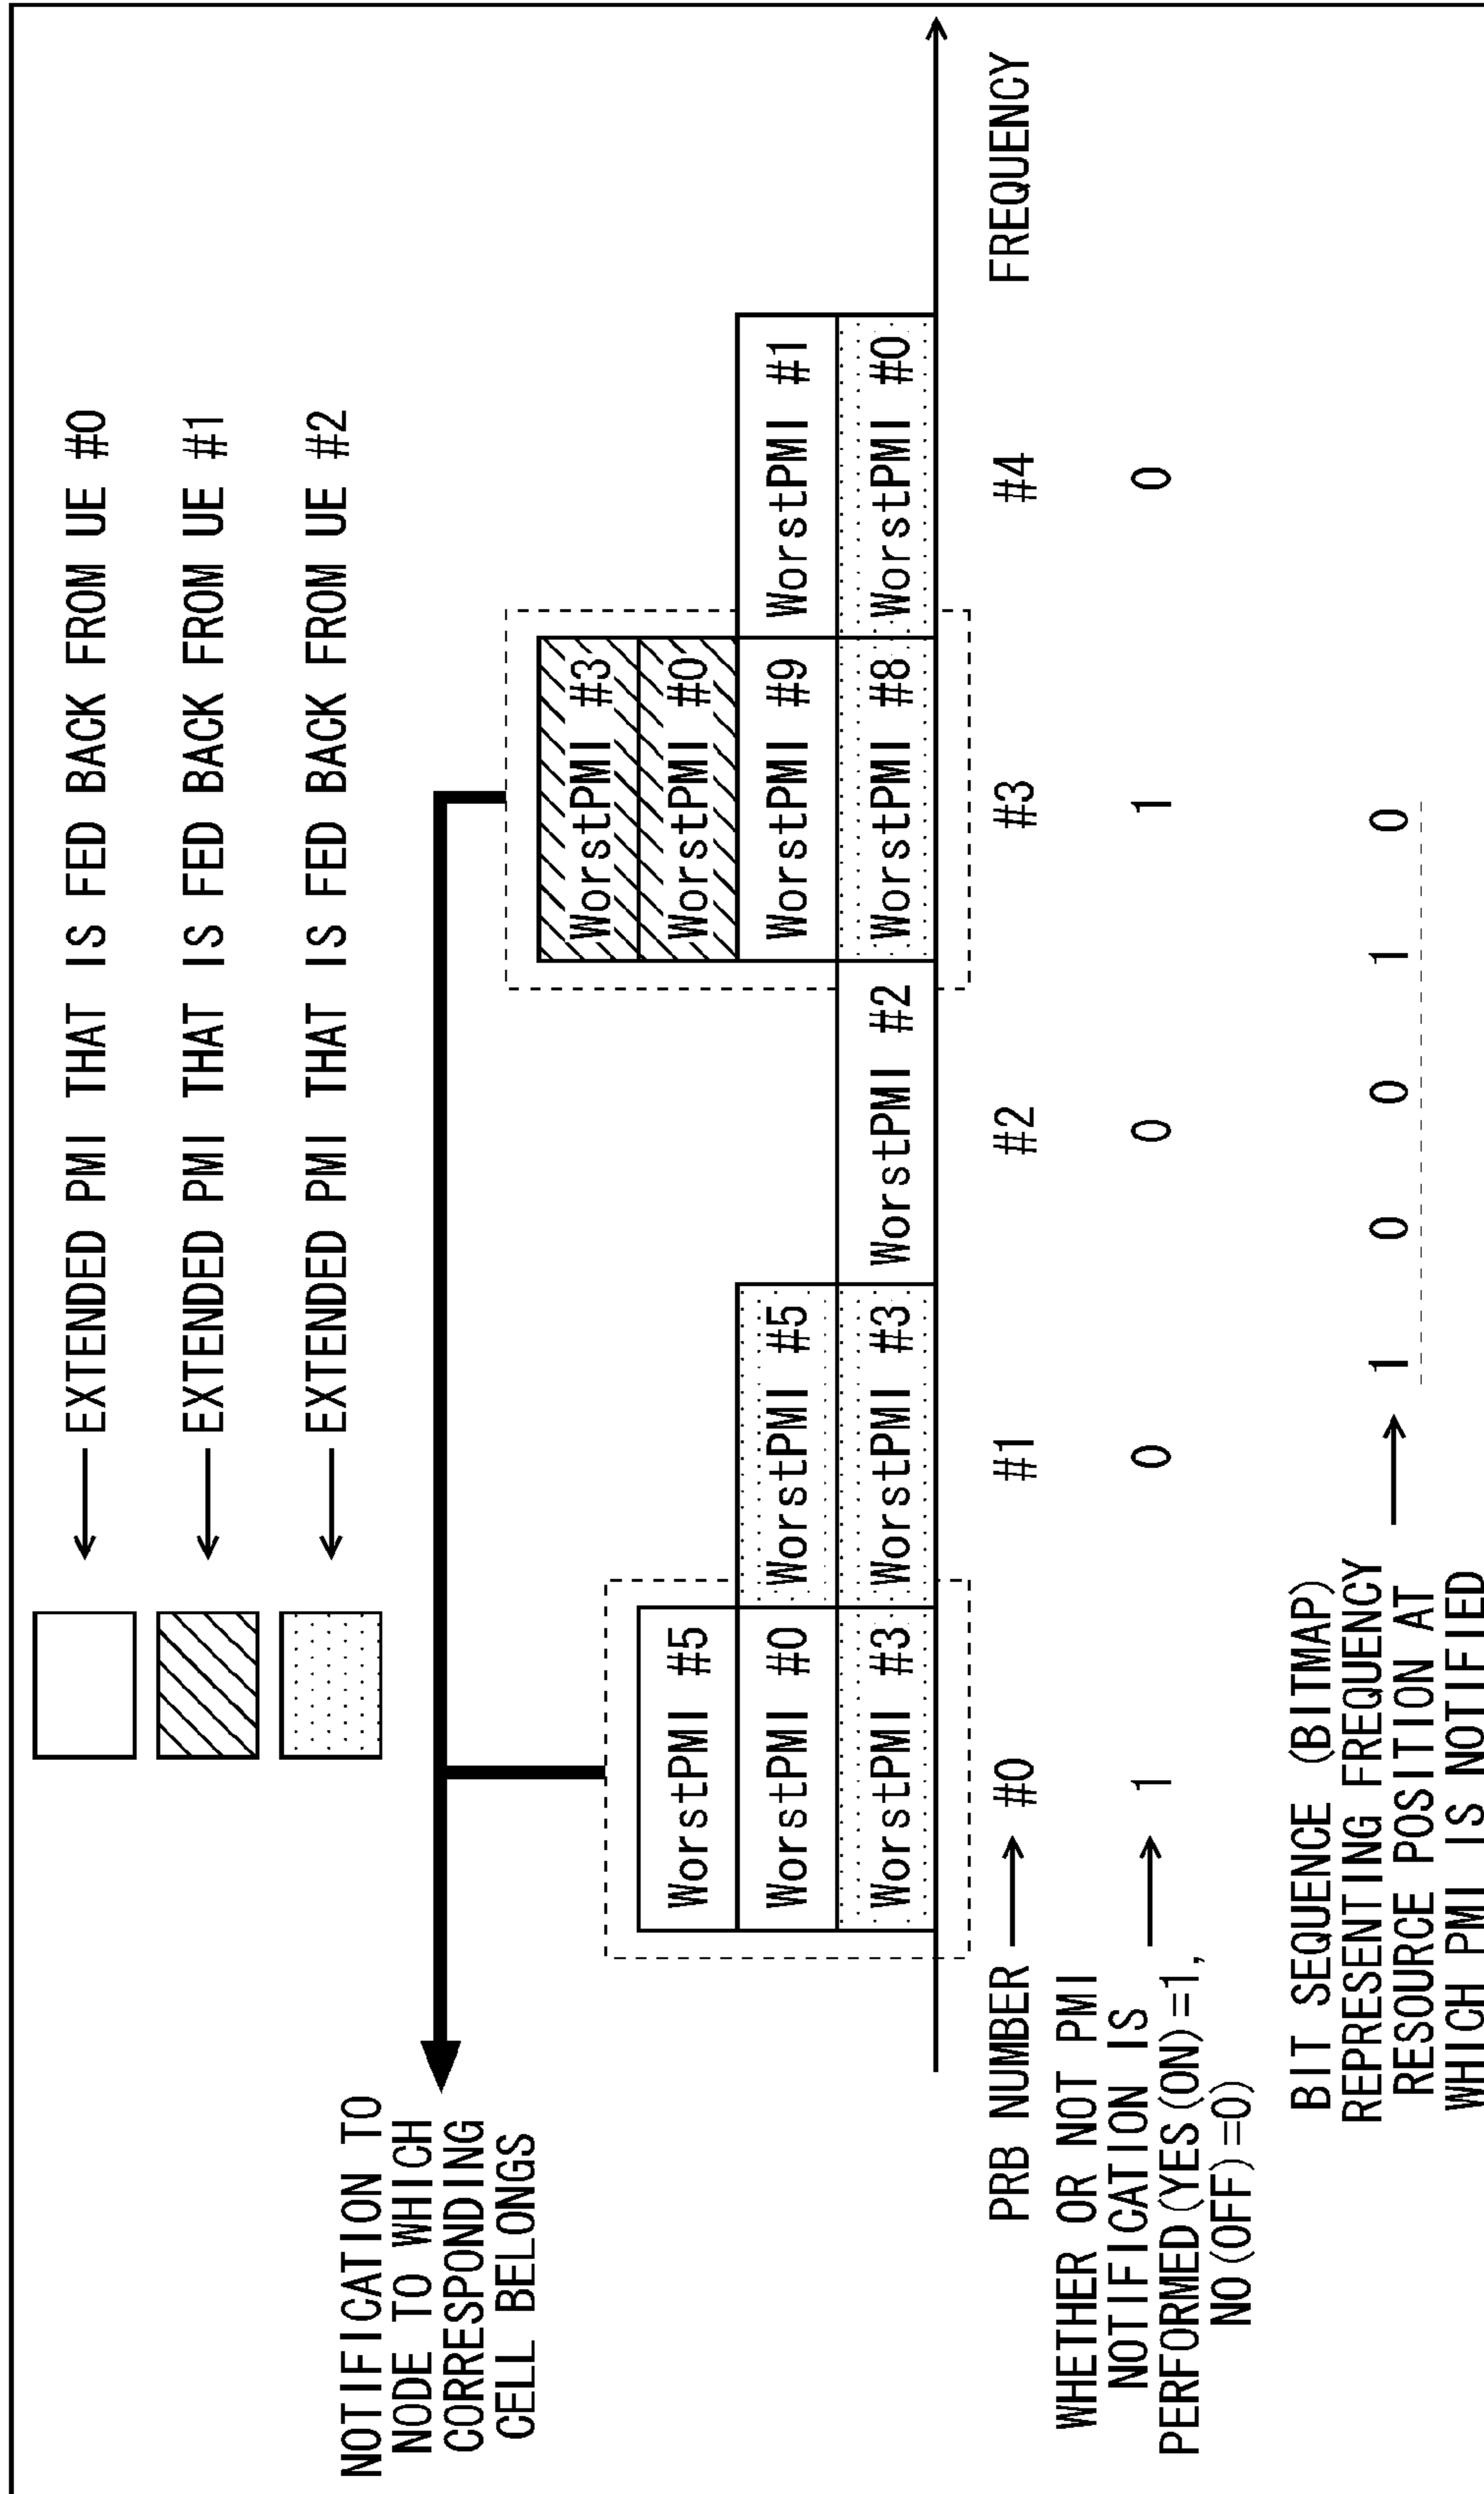 EXTENDED PMI THAT IS FED BACK FROM UE #0
EXTENDED PMI THAT IS FED BACK FROM UE #1
EXTENDED PMI THAT IS FED BACK FROM UE #2
NOTIFICATION TO
NODE TO WHICH
CORRESPONDING
CELL BELONGS
WorstPMI #3
WorstPMI #5
WorstPMI #0
WorstPMI #0
WorstPMI #5
WorstPMI #9
WorstPMI #1
WorstPMI #3
WorstPMI #3
WorstPMI #2
WorstPMI #8
WorstPMI #0
FREQUENCY
PRB NUMBER #0 #1 #2 #3 #4
WHETHER OR NOT PMI
NOTIFICATION IS
PERFORMED(YES(ON)=1,
NO(OFF)=0)
1 0 0 1 0
BIT SEQUENCE (BITMAP)
REPRESENTING FREQUENCY
RESOURCE POSITION AT
WHICH PMI IS NOTIFIED
1 0 0 1 0